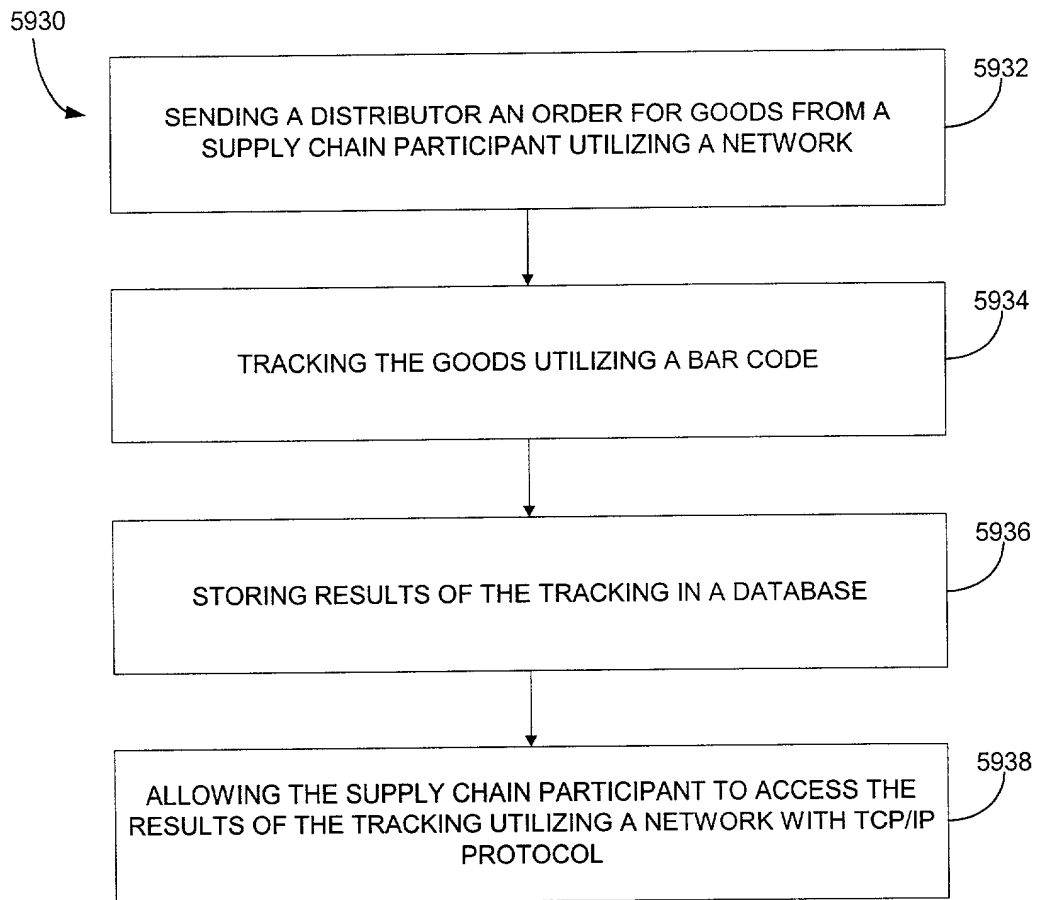 5930
5932
SENDING A DISTRIBUTOR AN ORDER FOR GOODS FROM A
SUPPLY CHAIN PARTICIPANT UTILIZING A NETWORK
5934
TRACKING THE GOODS UTILIZING A BAR CODE
5936
STORING RESULTS OF THE TRACKING IN A DATABASE
5938
ALLOWING THE SUPPLY CHAIN PARTICIPANT TO ACCESS THE
RESULTS OF THE TRACKING UTILIZING A NETWORK WITH TCP/IP
PROTOCOL